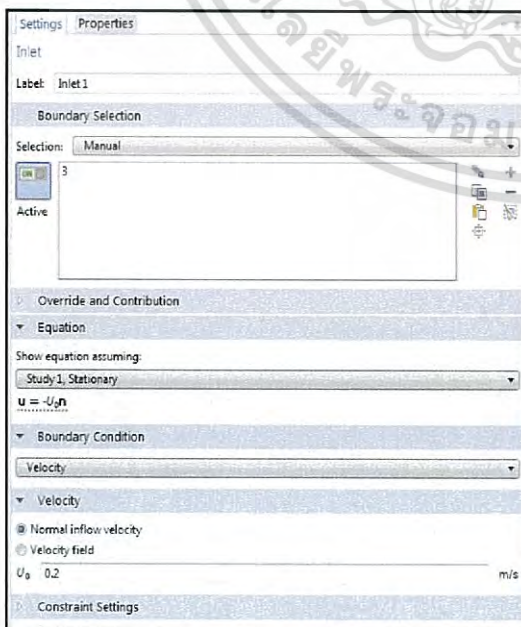 Settings Properties
Inlet
Label: Inlet 1
Boundary Selection
Selection: Manual
3
Active
Override and Contribution
Equation
Show equation assuming:
Study 1, Stationary
u = -U₀n
Boundary Condition
Velocity
Velocity
Normal inflow velocity
Velocity field
U₀ 0.2 m/s
Constraint Settings